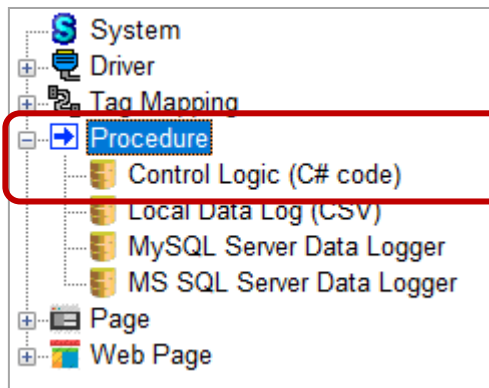 System
Driver
Tag Mapping
Procedure
Control Logic (C# code)
Local Data Log (CSV)
MySQL Server Data Logger
MS SQL Server Data Logger
Page
Web Page